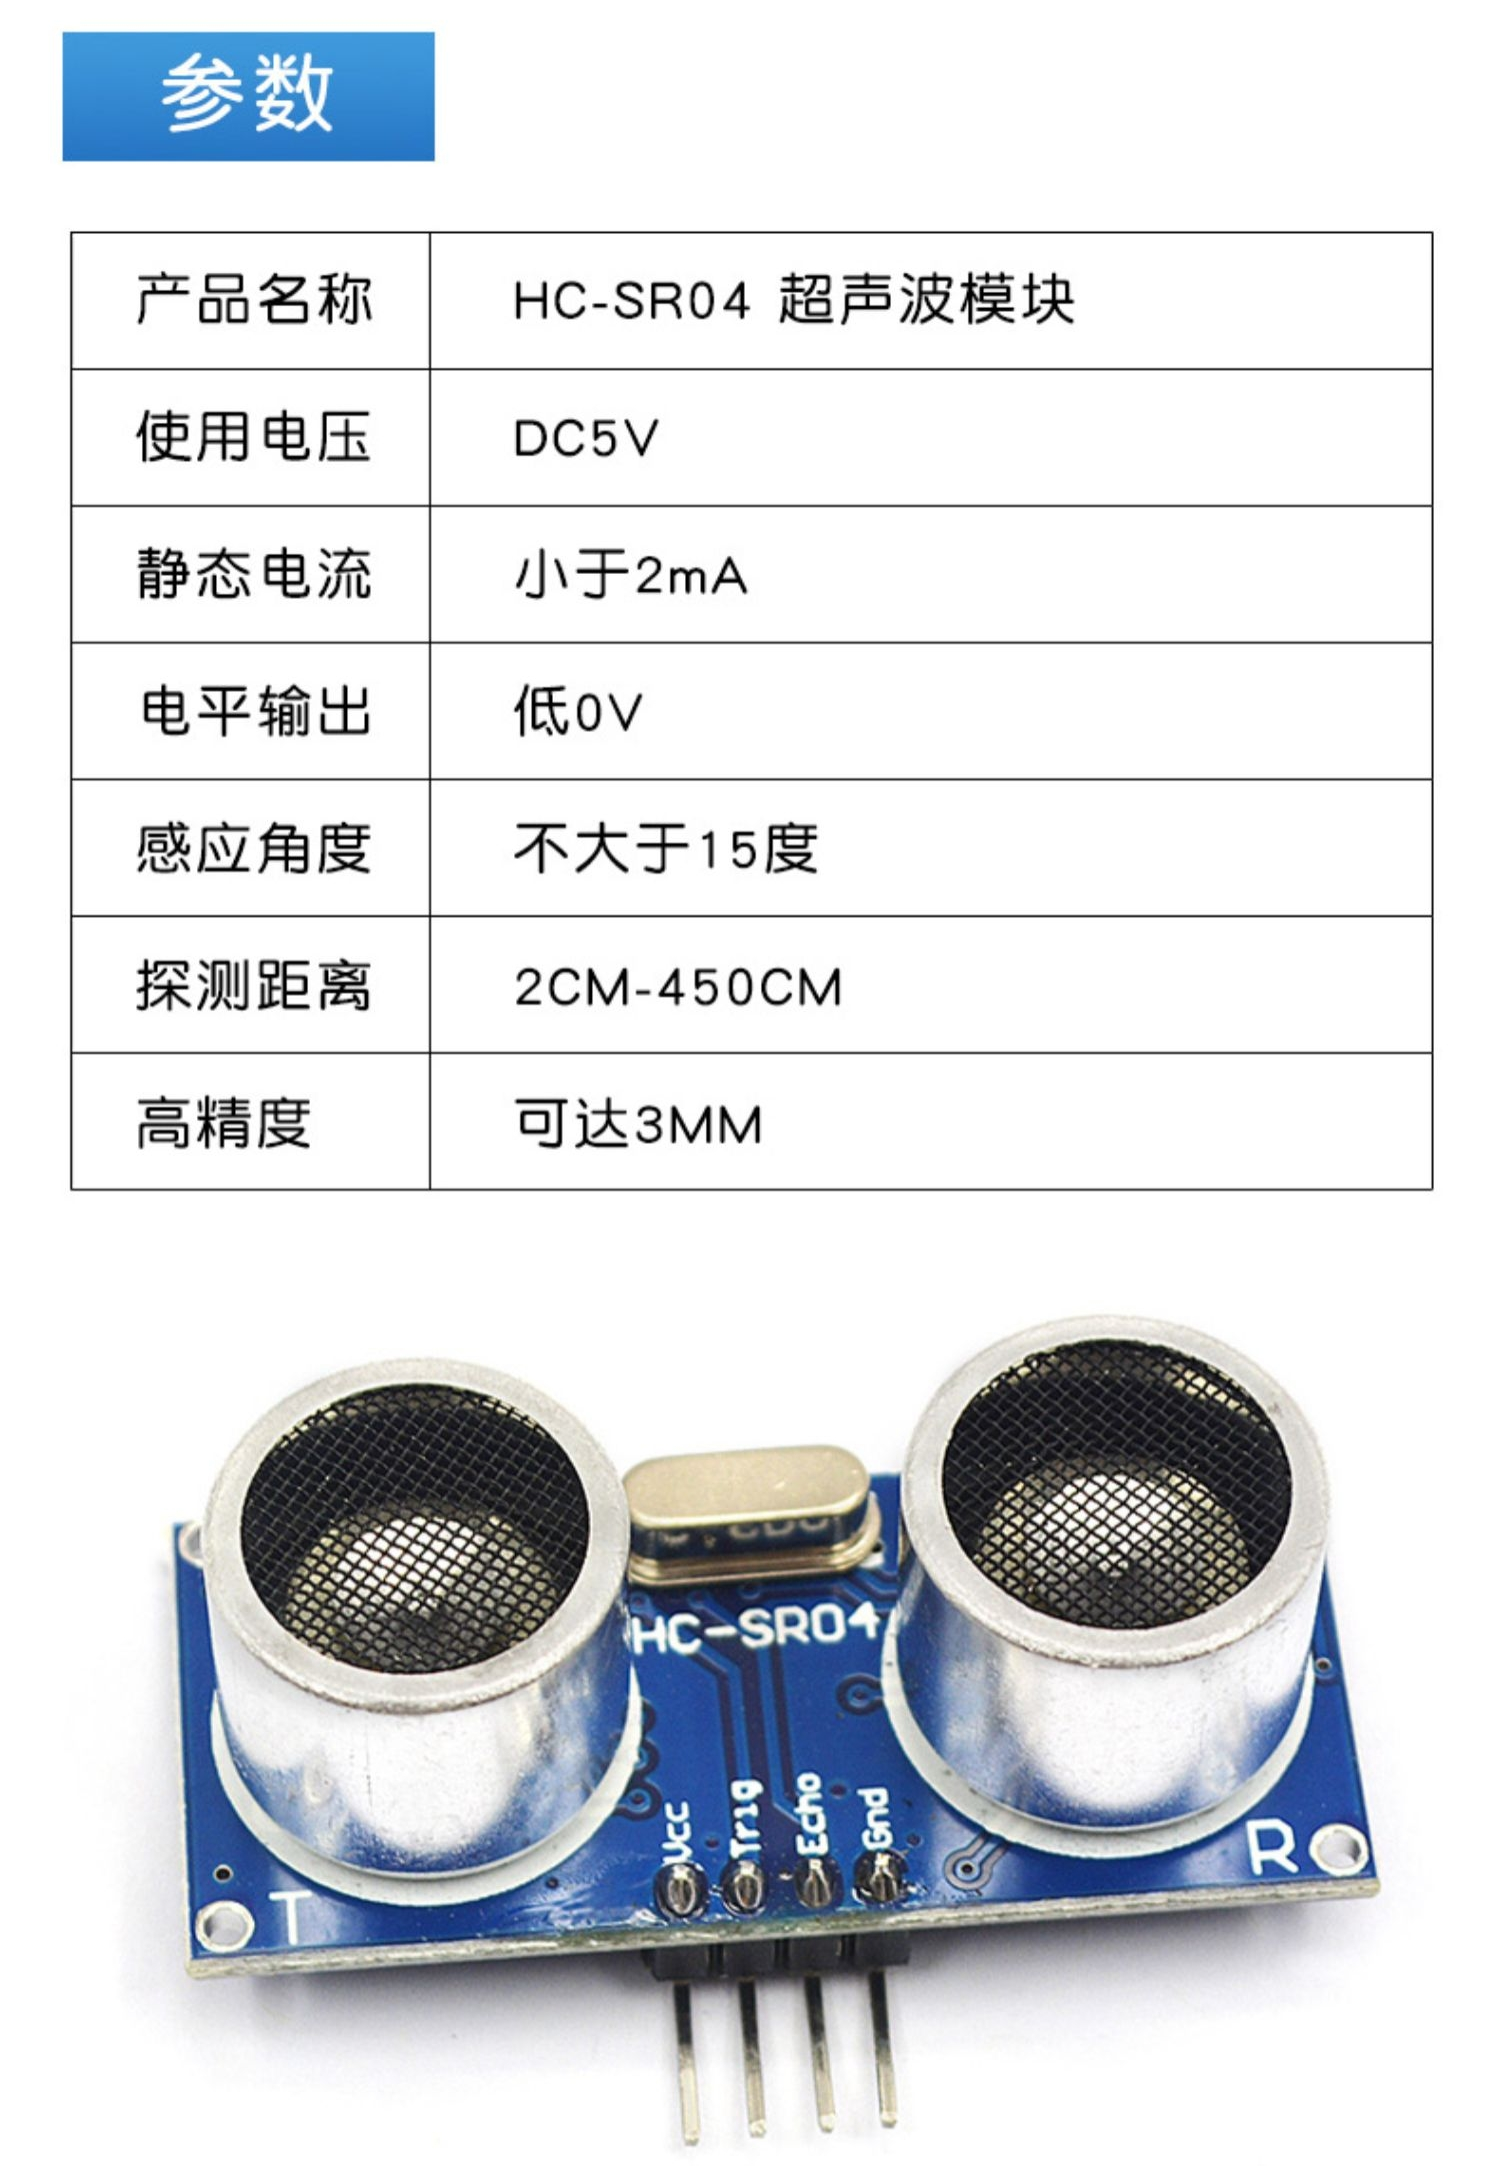 参数
产品名称 HC-SR04 超声波模块
使用电压 DC5V
静态电流 小于2mA
电平输出 低0V
感应角度 不大于15度
探测距离 2CM-450CM
高精度 可达3MM
HC-SR04
Vcc
Trig
Echo
Gnd
T
R